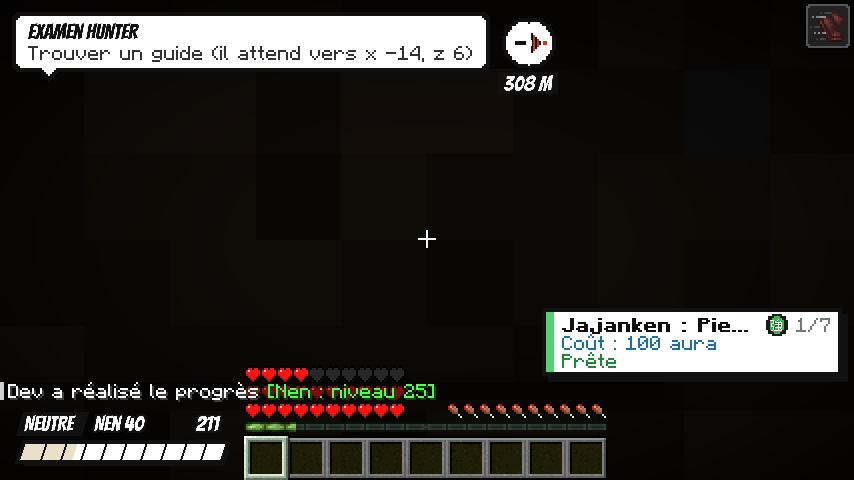 EXAMEN HUNTER
Trouver un guide (il attend vers x -14, z 6)
308 M
Jajanken : Pie... 1/7
Coût : 100 aura
Prête
Dev a réalisé le progrès [Nen : niveau 25]
NEUTRE NEN 40 211